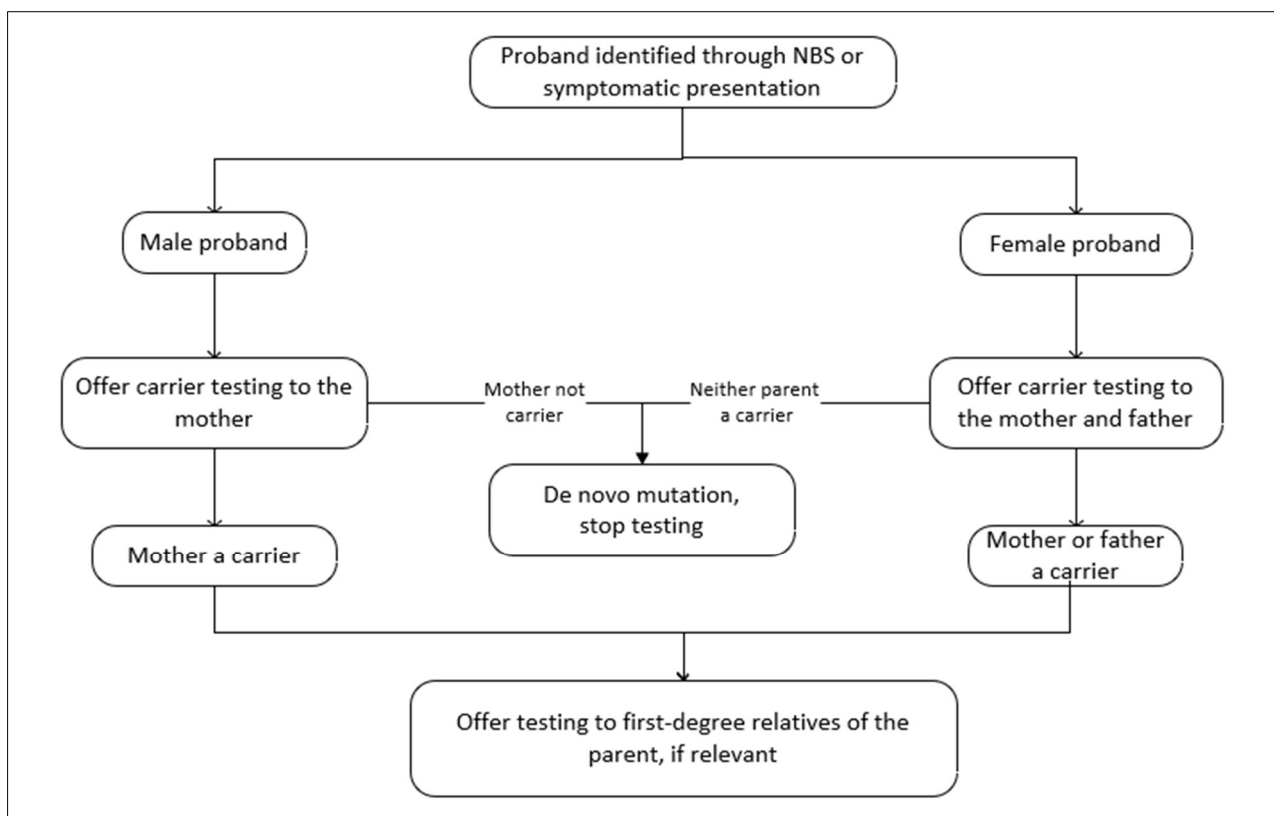 Proband identified through NBS or
symptomatic presentation
Male proband
Female proband
Offer carrier testing to the
mother
Mother not
carrier
Neither parent
a carrier
Offer carrier testing to
the mother and father
De novo mutation,
stop testing
Mother a carrier
Mother or father
a carrier
Offer testing to first-degree relatives of the
parent, if relevant